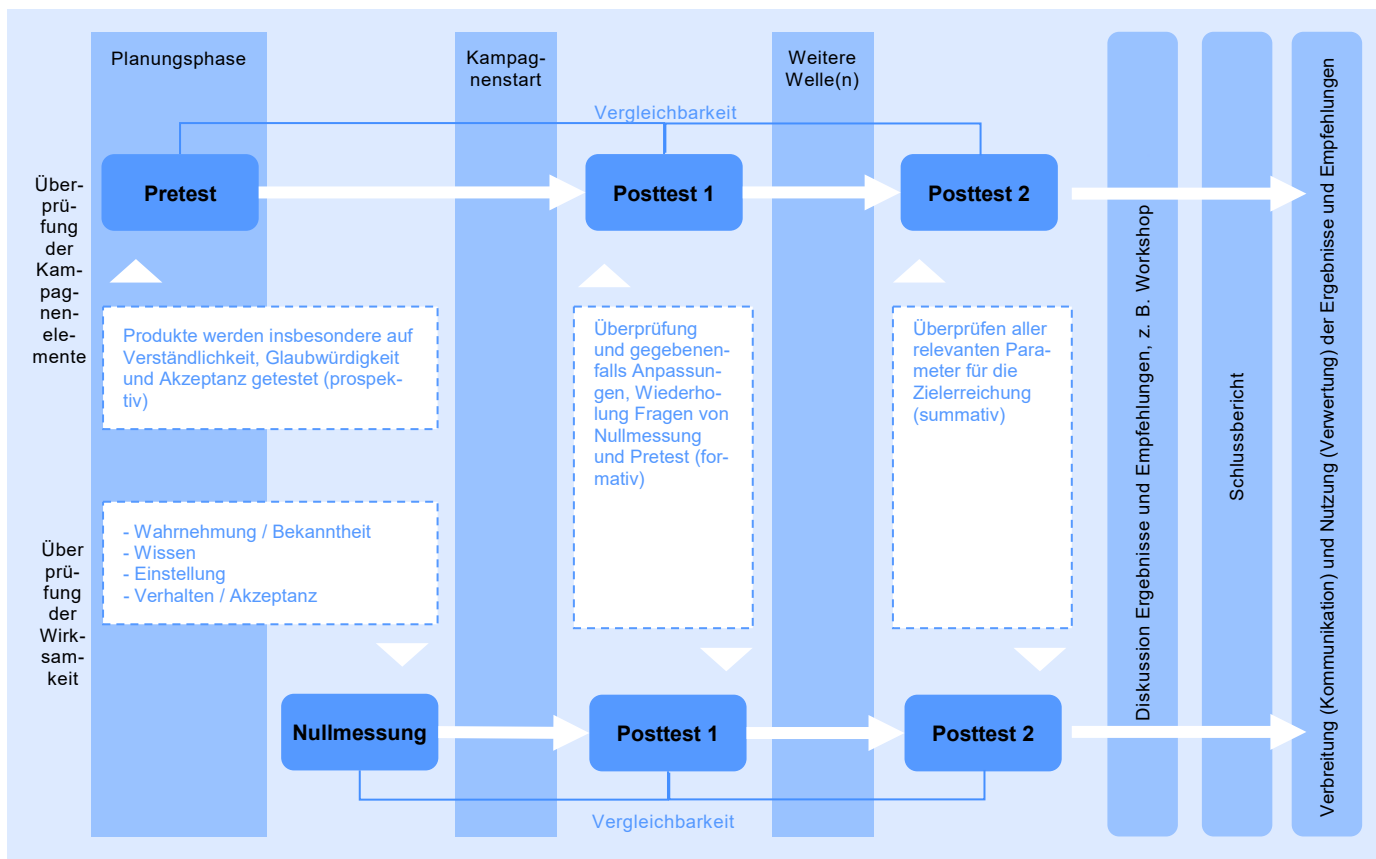 Planungsphase
Kampag-
nenstart
Weitere
Welle(n)
Vergleichbarkeit
Über-
prü-
fung
der
Kam-
pag-
nen-
ele-
mente
Pretest
Posttest 1
Posttest 2
Produkte werden insbesondere auf
Verständlichkeit, Glaubwürdigkeit
und Akzeptanz getestet (prospek-
tiv)
Überprüfung
und gegebenen-
falls Anpassun-
gen, Wiederho-
lung Fragen von
Nullmessung
und Pretest (for-
mativ)
Überprüfen aller
relevanten Para-
meter für die
Zielerreichung
(summativ)
Über
prü-
fung
der
Wirk-
sam-
keit
- Wahrnehmung / Bekanntheit
- Wissen
- Einstellung
- Verhalten / Akzeptanz
Nullmessung
Posttest 1
Posttest 2
Vergleichbarkeit
Diskussion Ergebnisse und Empfehlungen, z. B. Workshop
Schlussbericht
Verbreitung (Kommunikation) und Nutzung (Verwertung) der Ergebnisse und Empfehlungen